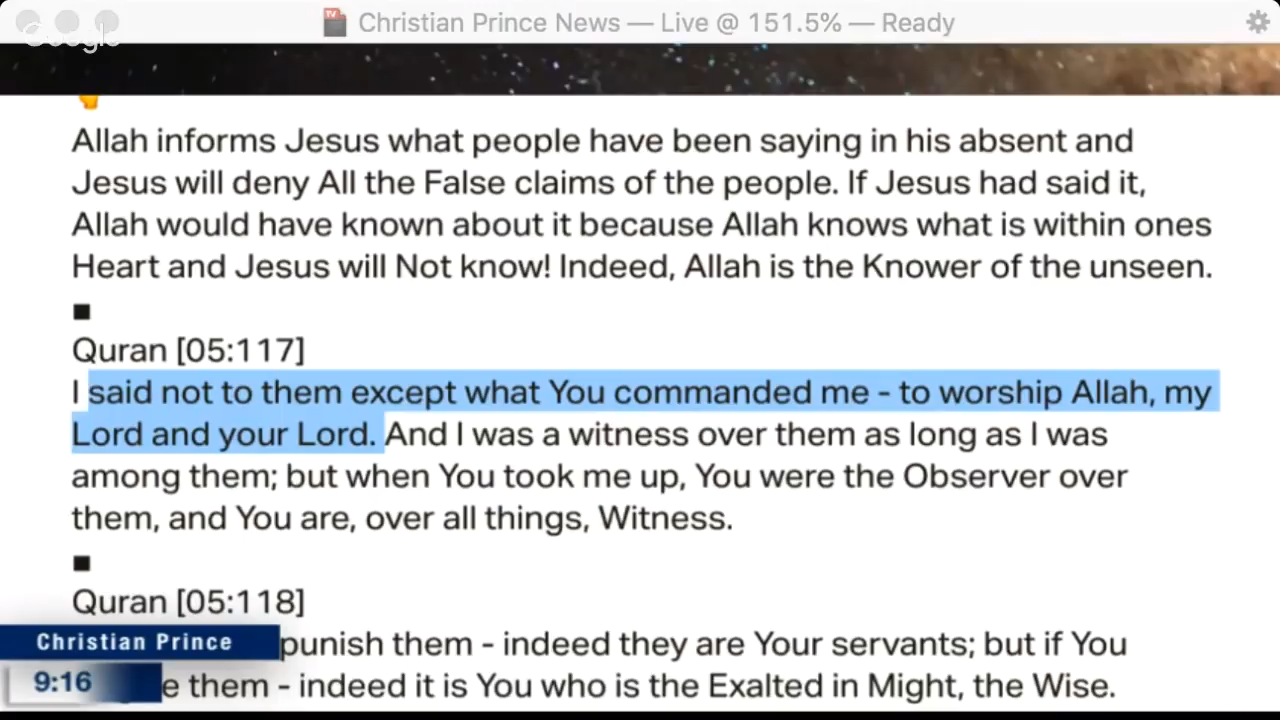 Christian Prince News — Live @ 151.5% — Ready
Google
Allah informs Jesus what people have been saying in his absent and
Jesus will deny All the False claims of the people. If Jesus had said it,
Allah would have known about it because Allah knows what is within ones
Heart and Jesus will Not know! Indeed, Allah is the Knower of the unseen.
Quran [05:117]
I said not to them except what You commanded me - to worship Allah, my
Lord and your Lord. And I was a witness over them as long as I was
among them; but when You took me up, You were the Observer over
them, and You are, over all things, Witness.
Quran [05:118]
punish them - indeed they are Your servants; but if You
e them - indeed it is You who is the Exalted in Might, the Wise.
Christian Prince
9:16